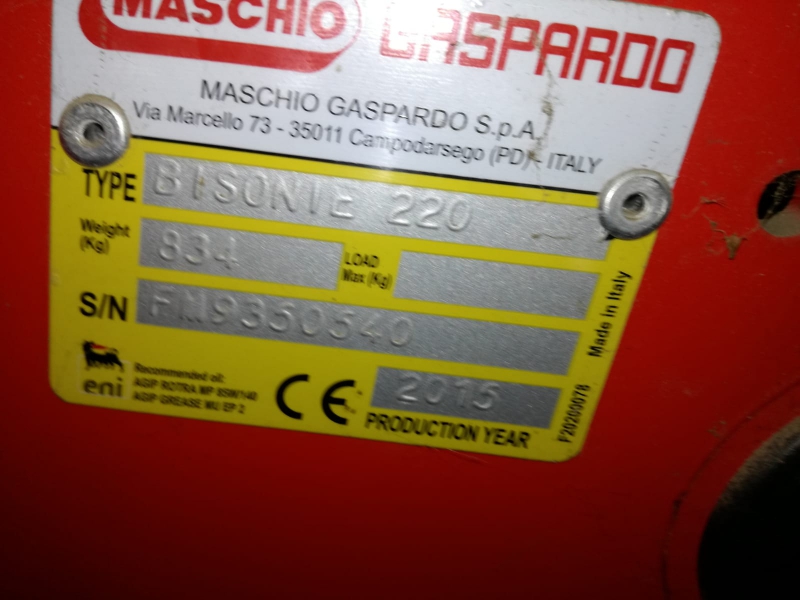 MASCHIO GASPARDO
MASCHIO GASPARDO S.p.A.
Via Marcello 73 - 35011 Campodarsego (PD) - ITALY
TYPE BISONTE 220
Weight (Kg) 834 LOAD Max (Kg)
S/N FM9350540
Made in Italy
eni
Recommended oil:
AGIP ROTRA MP 85W/140
AGIP GREASE MU EP 2
CE 2015
PRODUCTION YEAR
F20200078